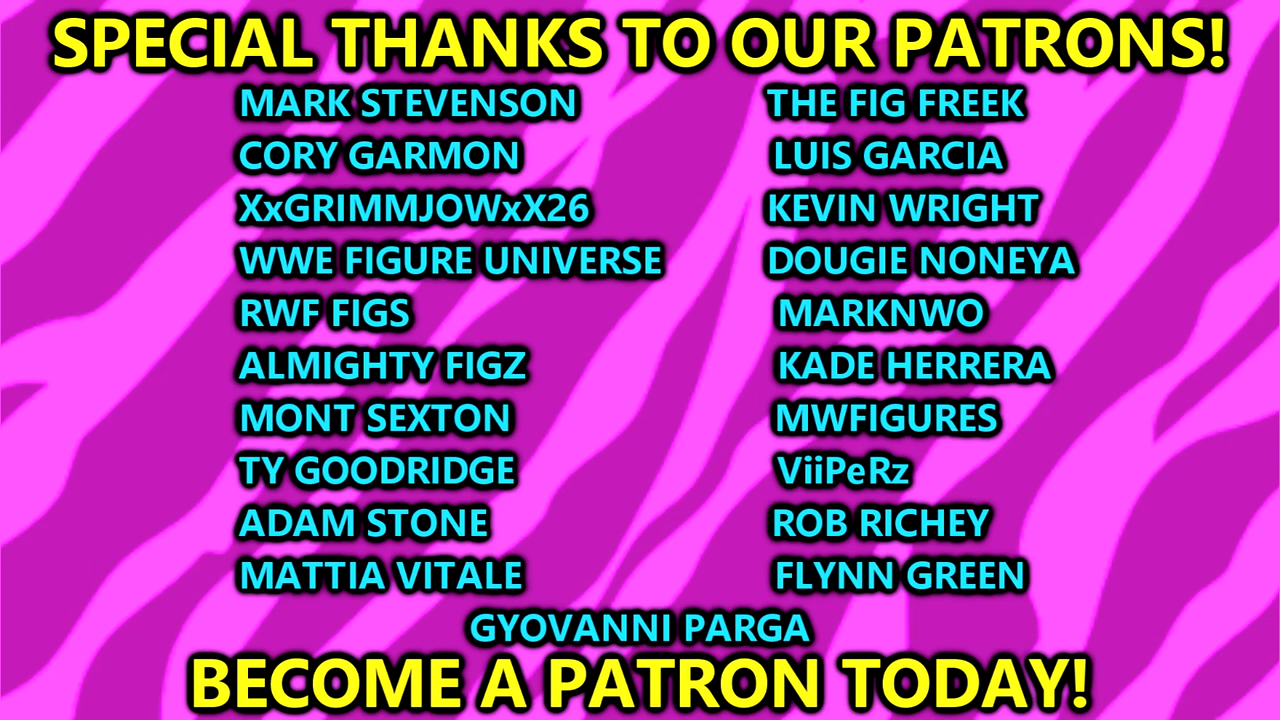 SPECIAL THANKS TO OUR PATRONS!
MARK STEVENSON
CORY GARMON
XxGRIMMJOWxX26
WWE FIGURE UNIVERSE
RWF FIGS
ALMIGHTY FIGZ
MONT SEXTON
TY GOODRIDGE
ADAM STONE
MATTIA VITALE
THE FIG FREEK
LUIS GARCIA
KEVIN WRIGHT
DOUGIE NONEYA
MARKNWO
KADE HERRERA
MWFIGURES
ViiPeRz
ROB RICHEY
FLYNN GREEN
GYOVANNI PARGA
BECOME A PATRON TODAY!